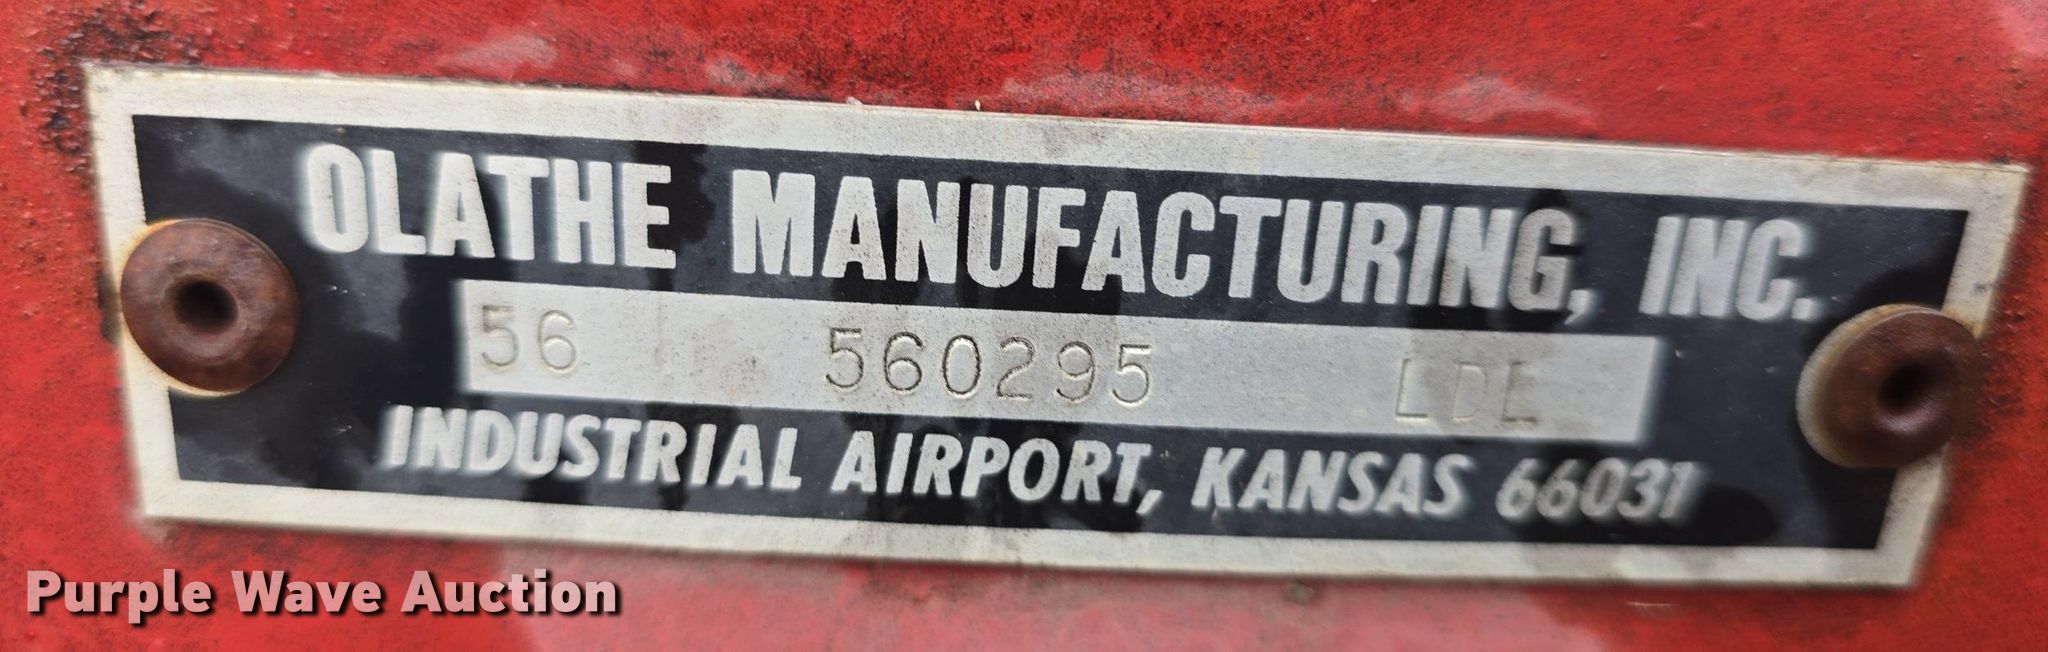 OLATHE MANUFACTURING, INC.
56 560295 LDL
INDUSTRIAL AIRPORT, KANSAS 66031
Purple Wave Auction